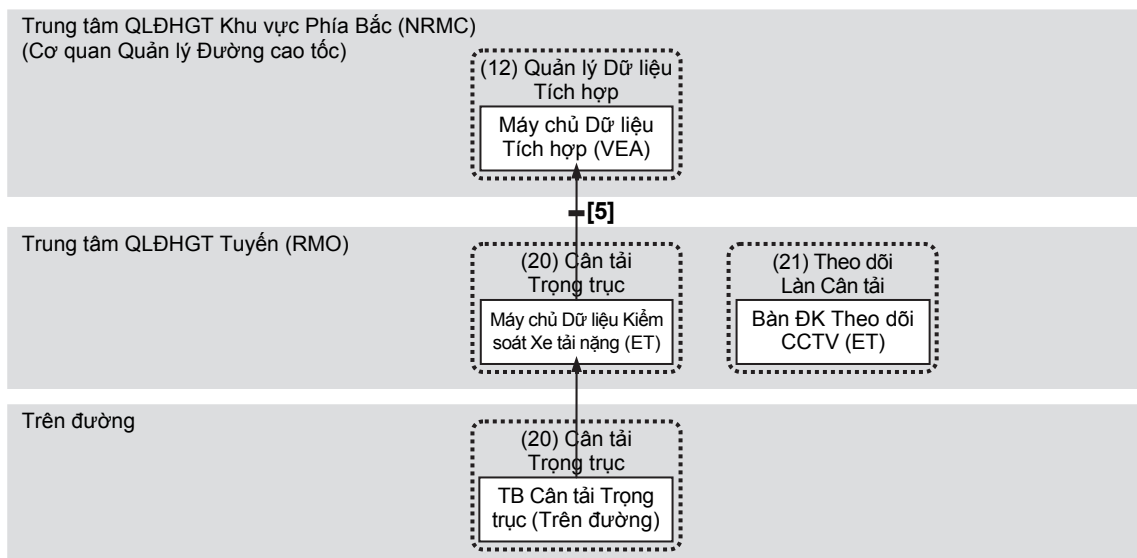 Trung tâm QLĐHGT Khu vực Phía Bắc (NRMC)
(Cơ quan Quản lý Đường cao tốc)
(12) Quản lý Dữ liệu
Tích hợp
Máy chủ Dữ liệu
Tích hợp (VEA)
[5]
Trung tâm QLĐHGT Tuyến (RMO)
(20) Cân tải
Trọng trục
Máy chủ Dữ liệu Kiểm
soát Xe tải nặng (ET)
(21) Theo dõi
Làn Cân tải
Bàn ĐK Theo dõi
CCTV (ET)
Trên đường
(20) Cân tải
Trọng trục
TB Cân tải Trọng
trục (Trên đường)